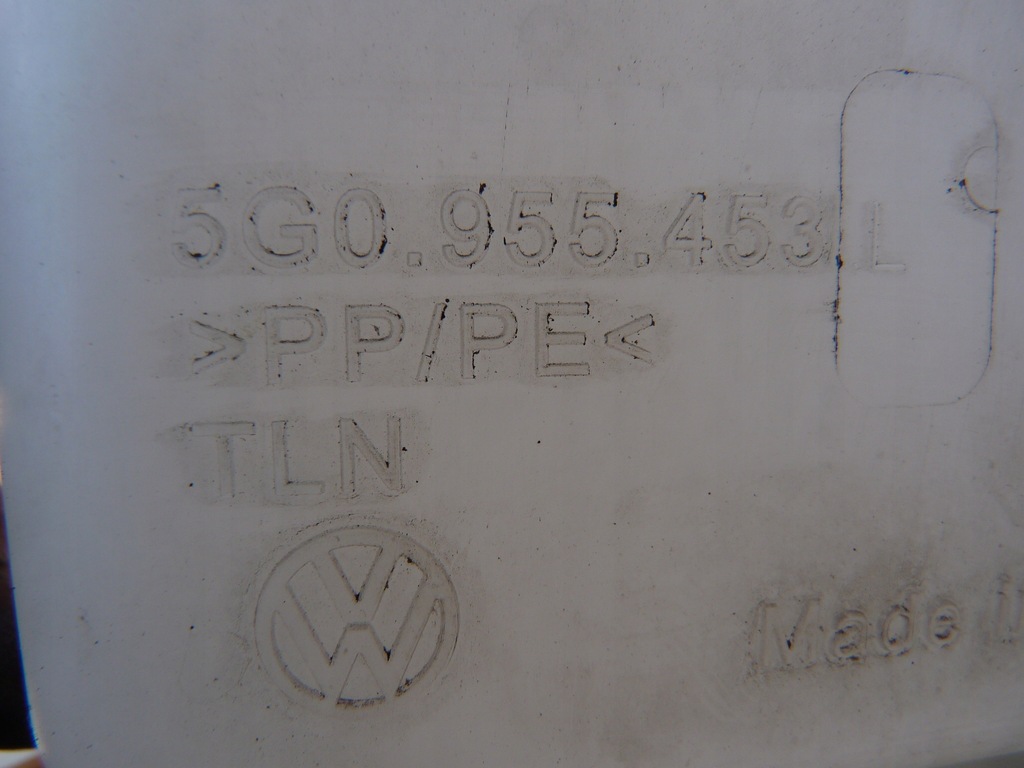 5G0.955.453 L
>PP/PE<
TLN
Made